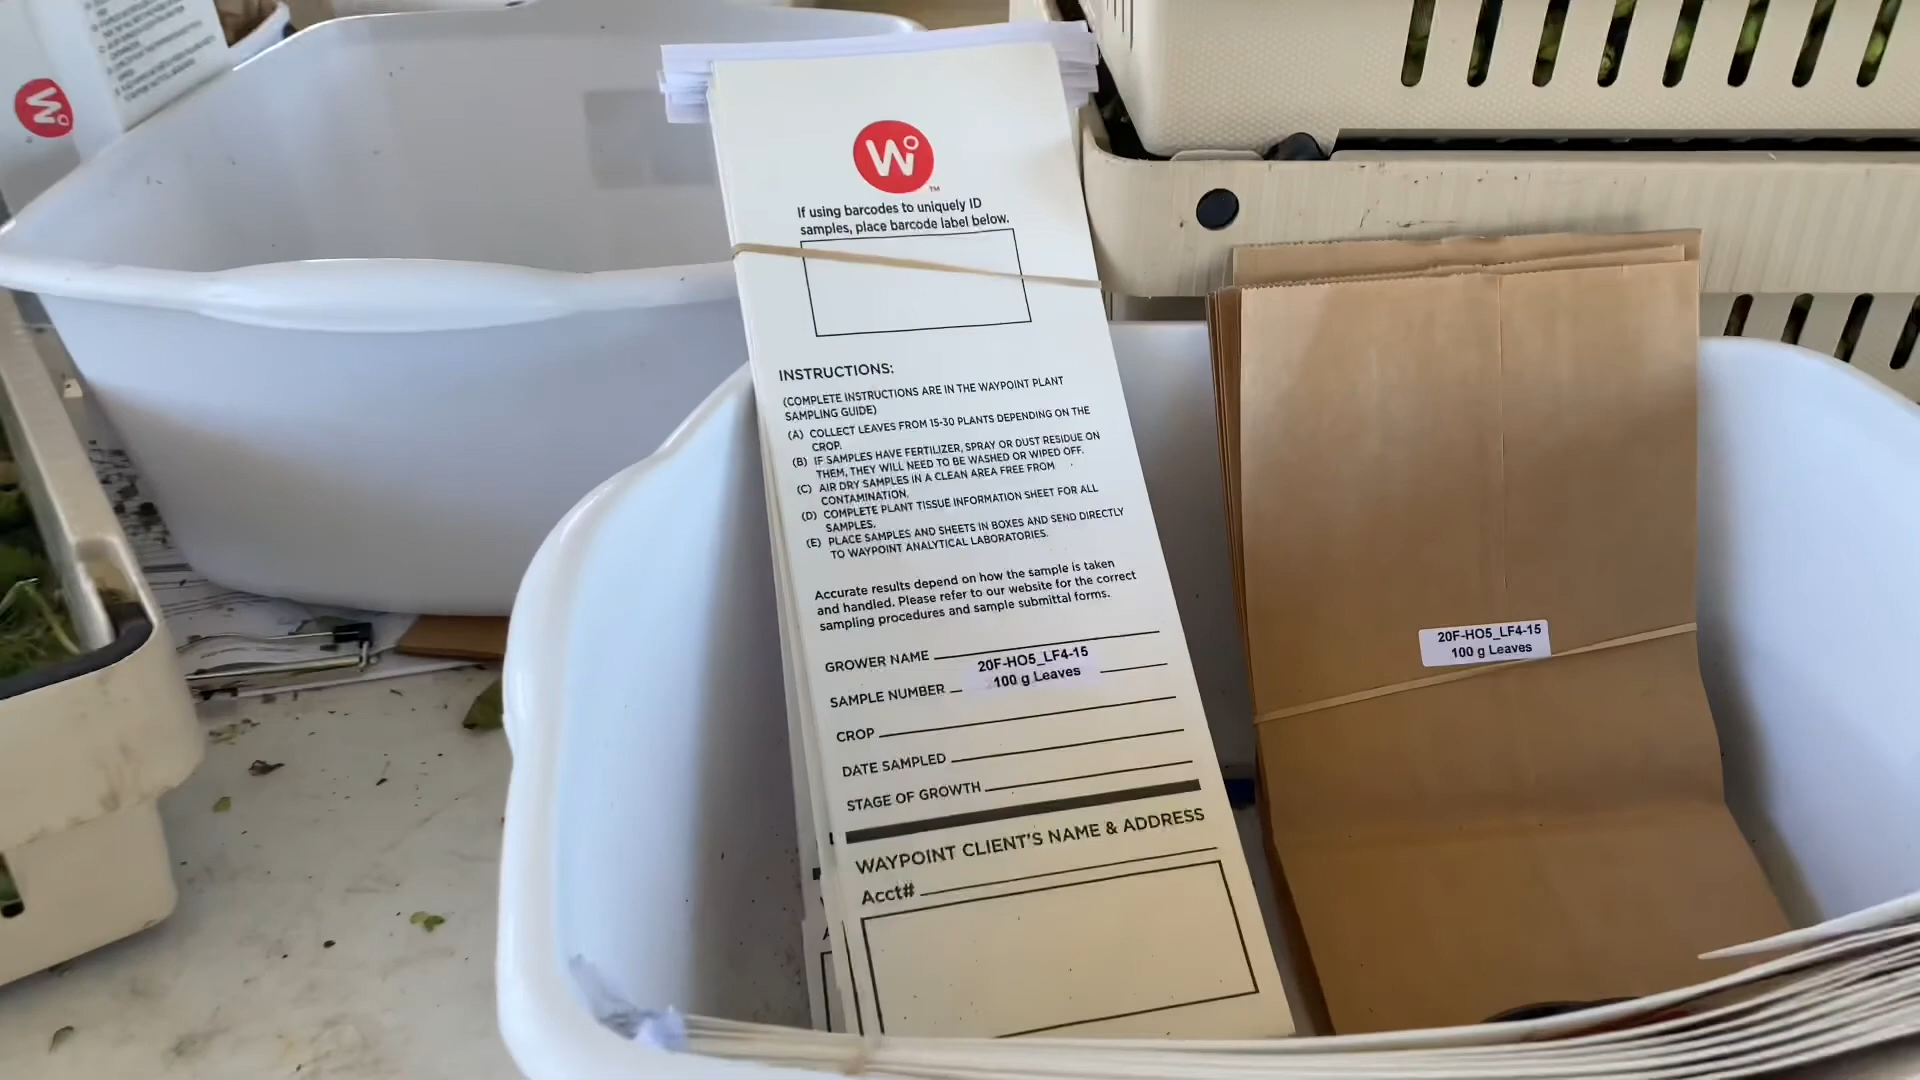 W
TM
If using barcodes to uniquely ID
samples, place barcode label below.
INSTRUCTIONS:
(COMPLETE INSTRUCTIONS ARE IN THE WAYPOINT PLANT
SAMPLING GUIDE)
(A) COLLECT LEAVES FROM 15-30 PLANTS DEPENDING ON THE
CROP.
(B) IF SAMPLES HAVE FERTILIZER, SPRAY OR DUST RESIDUE ON
THEM, THEY WILL NEED TO BE WASHED OR WIPED OFF.
(C) AIR DRY SAMPLES IN A CLEAN AREA FREE FROM
CONTAMINATION.
(D) COMPLETE PLANT TISSUE INFORMATION SHEET FOR ALL
SAMPLES.
(E) PLACE SAMPLES AND SHEETS IN BOXES AND SEND DIRECTLY
TO WAYPOINT ANALYTICAL LABORATORIES.
Accurate results depend on how the sample is taken
and handled. Please refer to our website for the correct
sampling procedures and sample submittal forms.
GROWER NAME
20F-HO5_LF4-15
SAMPLE NUMBER
100 g Leaves
CROP
DATE SAMPLED
STAGE OF GROWTH
WAYPOINT CLIENT'S NAME & ADDRESS
Acct#
20F-HO5_LF4-15
100 g Leaves
W